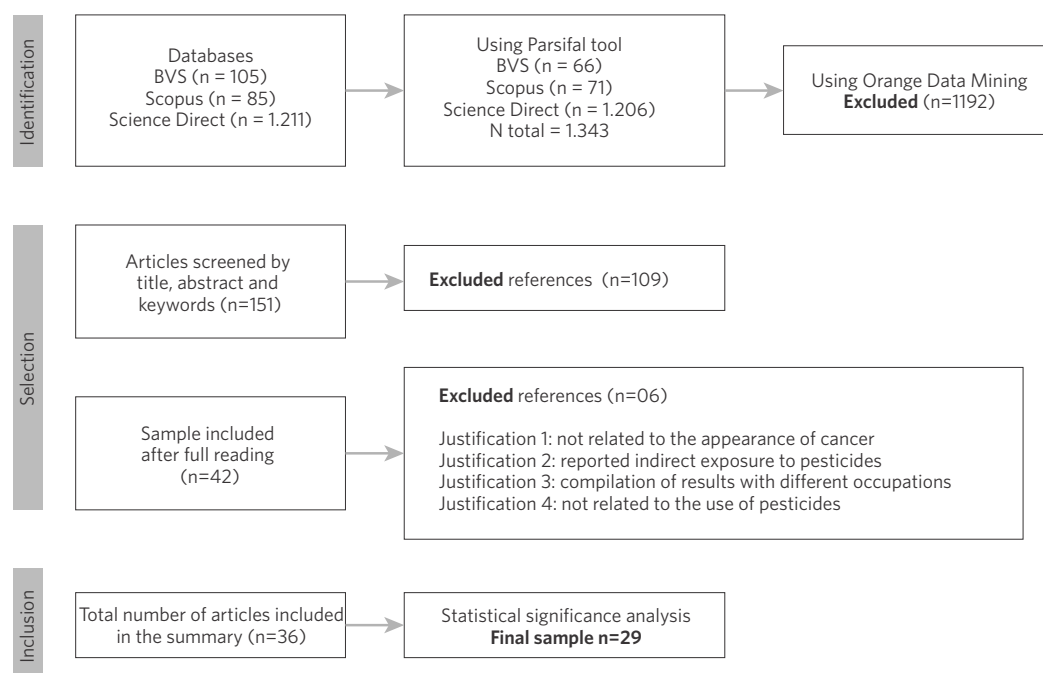 Identification
Databases
BVS (n = 105)
Scopus (n = 85)
Science Direct (n = 1.211)
Using Parsifal tool
BVS (n = 66)
Scopus (n = 71)
Science Direct (n = 1.206)
N total = 1.343
Using Orange Data Mining
Excluded (n=1192)
Selection
Articles screened by
title, abstract and
keywords (n=151)
Excluded references (n=109)
Sample included
after full reading
(n=42)
Excluded references (n=06)
Justification 1: not related to the appearance of cancer
Justification 2: reported indirect exposure to pesticides
Justification 3: compilation of results with different occupations
Justification 4: not related to the use of pesticides
Inclusion
Total number of articles included
in the summary (n=36)
Statistical significance analysis
Final sample n=29